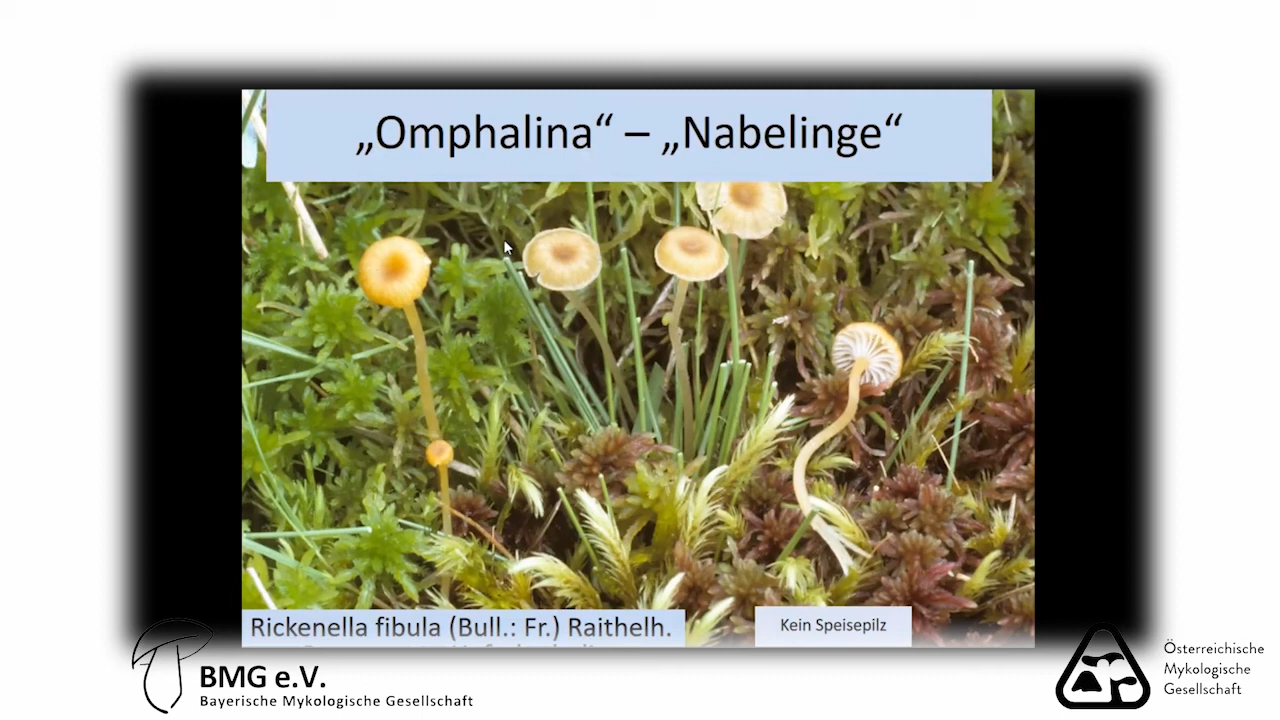 „Omphalina“ – „Nabelinge“
Rickenella fibula (Bull.: Fr.) Raithelh.
Kein Speisepilz
BMG e.V.
Bayerische Mykologische Gesellschaft
Österreichische
Mykologische
Gesellschaft